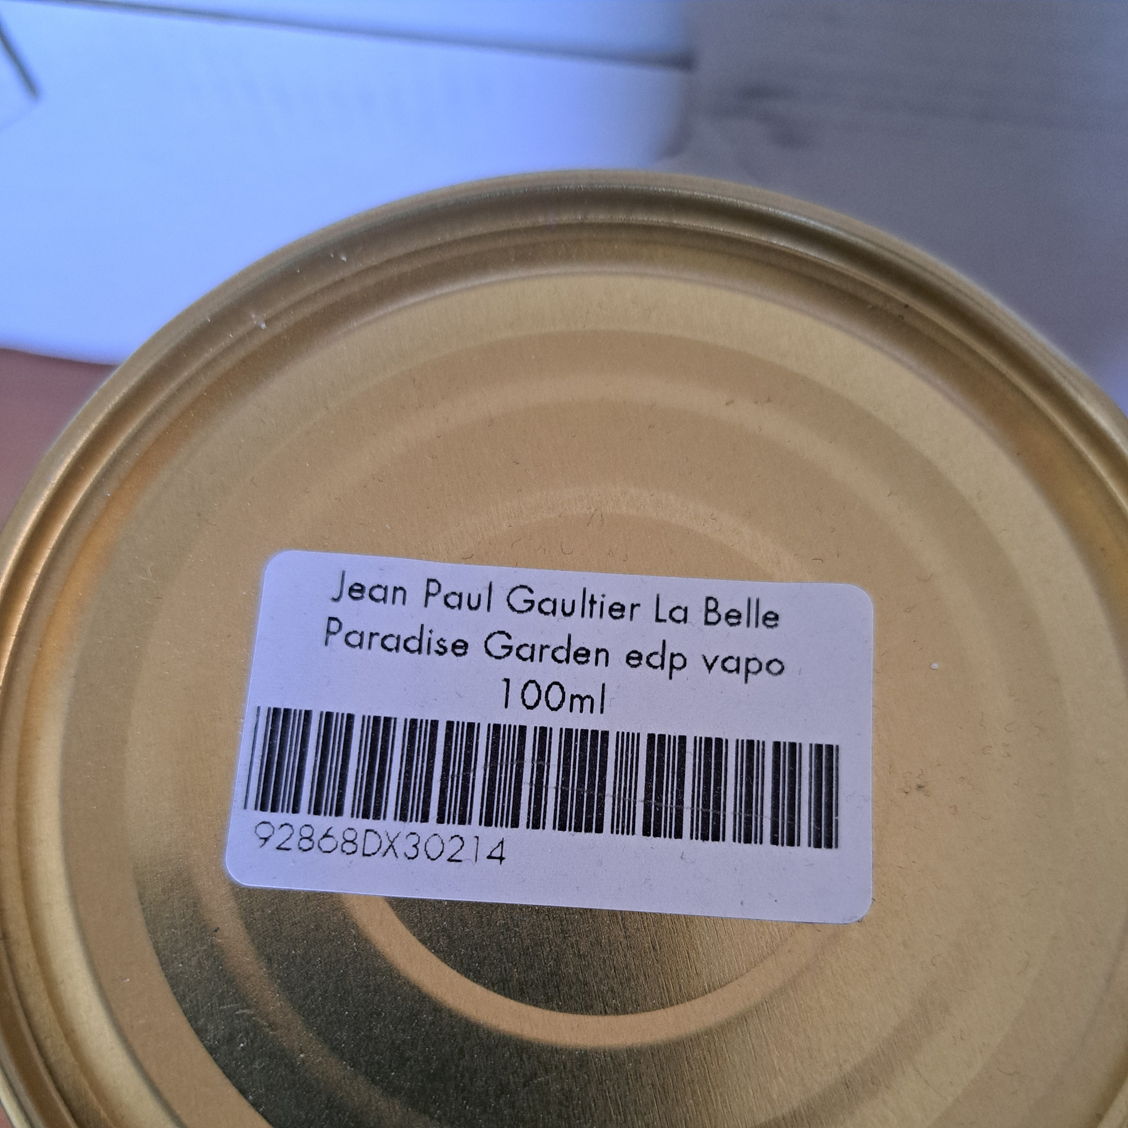 Jean Paul Gaultier La Belle
Paradise Garden edp vapo
100ml
92868DX30214